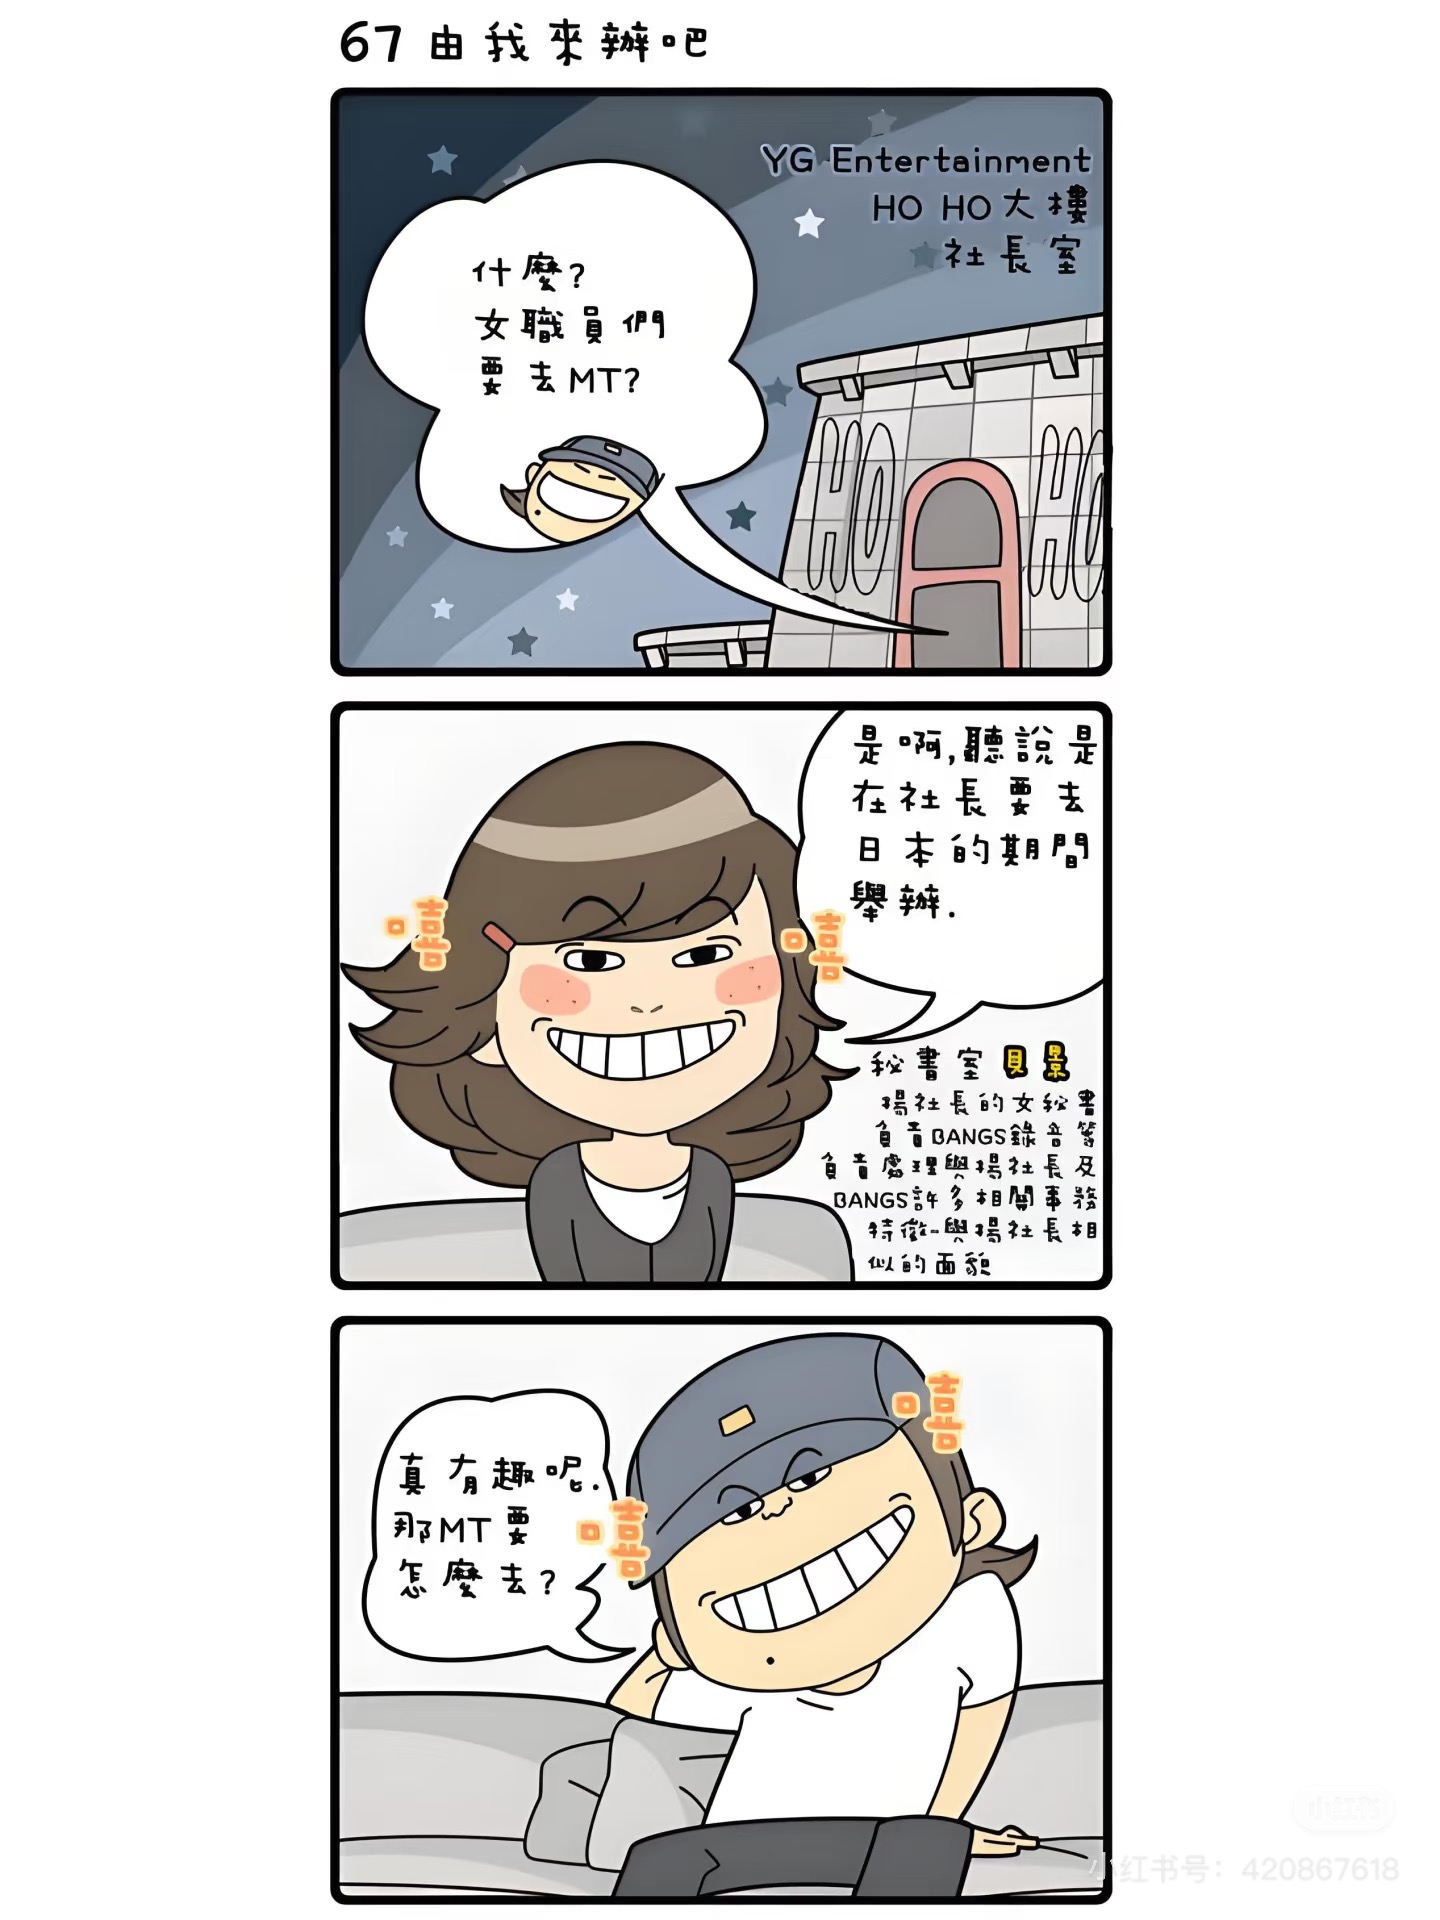 67 由我來辦吧
YG Entertainment
HO HO大樓
社長室
什麼?
女職員們
要去MT?
HO
HO
是啊,聽說是
在社長要去
日本的期間
舉辦.
嘻
嘻
秘書室 貝景
楊社長的女秘書
負責BANGS錄音等
負責處理與楊社長及
BANGS許多相關事務
特徵-與楊社長相
似的面貌
真有趣呢.
那MT要
怎麼去?
嘻
嘻
小红书
小红书号：420867618